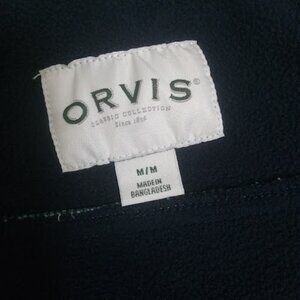 ORVIS®
CLASSIC COLLECTION
Since 1856
M/M
MADE IN
BANGLADESH